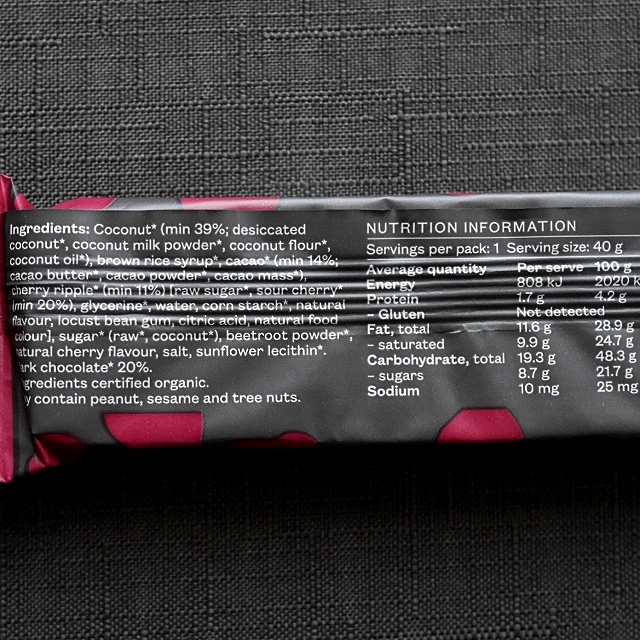 Ingredients: Coconut* (min 39%; desiccated
coconut*, coconut milk powder*, coconut flour*,
coconut oil*), brown rice syrup*, cacao* (min 14%;
cacao butter*, cacao powder*, cacao mass*),
cherry ripple* (min 11%) [raw sugar*, sour cherry*
(min 20%), glycerine*, water, corn starch*, natural
flavour, locust bean gum, citric acid, natural food
colour], sugar* (raw*, coconut*), beetroot powder*,
natural cherry flavour, salt, sunflower lecithin*.
ark chocolate* 20%.
gredients certified organic.
y contain peanut, sesame and tree nuts.
NUTRITION INFORMATION
Servings per pack: 1 Serving size: 40 g
Average quantity Per serve 100 g
Energy 808 kJ 2020 k
Protein 1.7 g 4.2 g
– Gluten Not detected
Fat, total 11.6 g 28.9 g
– saturated 9.9 g 24.7 g
Carbohydrate, total 19.3 g 48.3 g
– sugars 8.7 g 21.7 g
Sodium 10 mg 25 mg